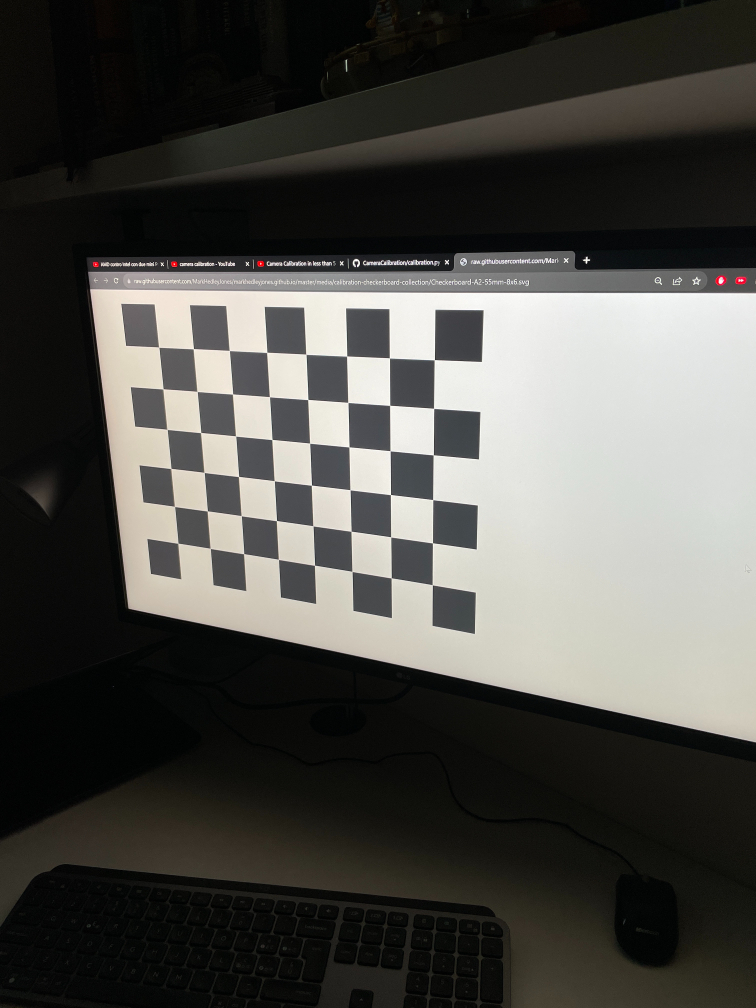 AMD contro Intel con due mini P
camera calibration - YouTube
Camera Calibration in less than 5
CameraCalibration/calibration.py
raw.githubusercontent.com/Mark
raw.githubusercontent.com/MarkHedleyJones/markhedleyjones.github.io/master/media/calibration-checkerboard-collection/Checkerboard-A2-55mm-8x6.svg
LG